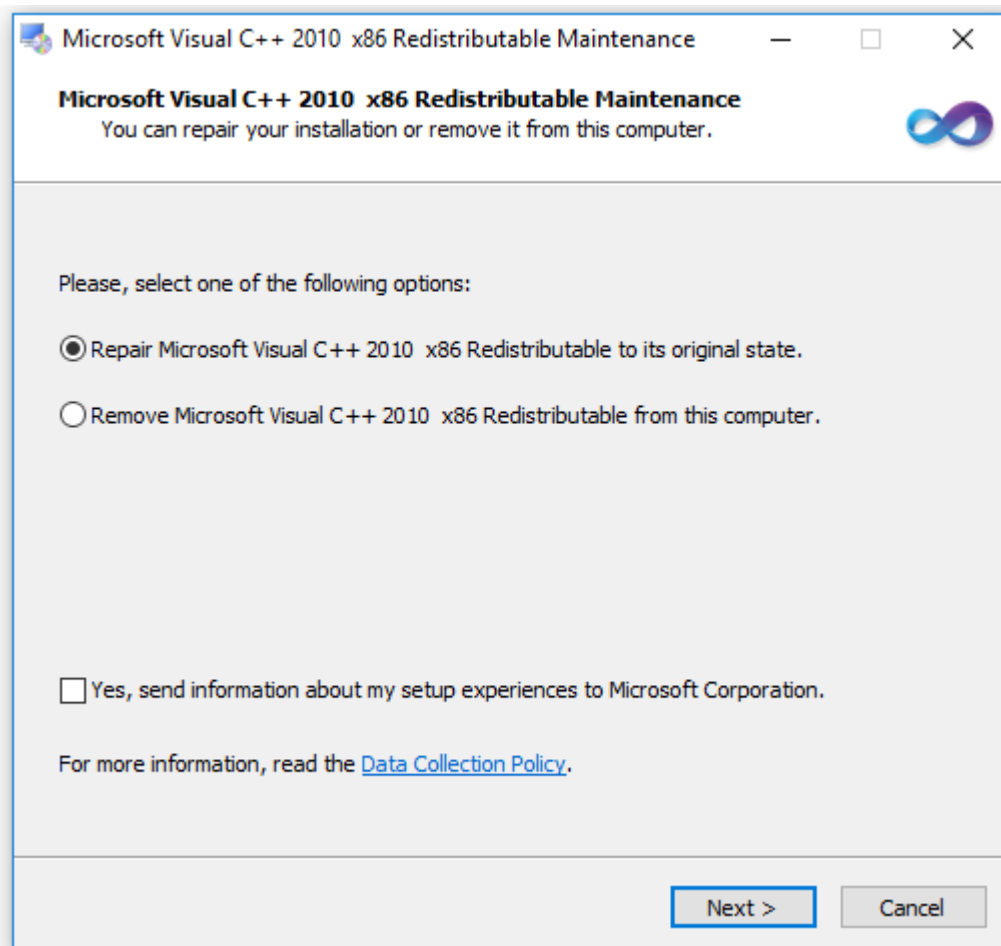 Microsoft Visual C++ 2010  x86 Redistributable Maintenance
Microsoft Visual C++ 2010  x86 Redistributable Maintenance
You can repair your installation or remove it from this computer.
Please, select one of the following options:
Repair Microsoft Visual C++ 2010  x86 Redistributable to its original state.
Remove Microsoft Visual C++ 2010  x86 Redistributable from this computer.
Yes, send information about my setup experiences to Microsoft Corporation.
For more information, read the Data Collection Policy.
Next > Cancel